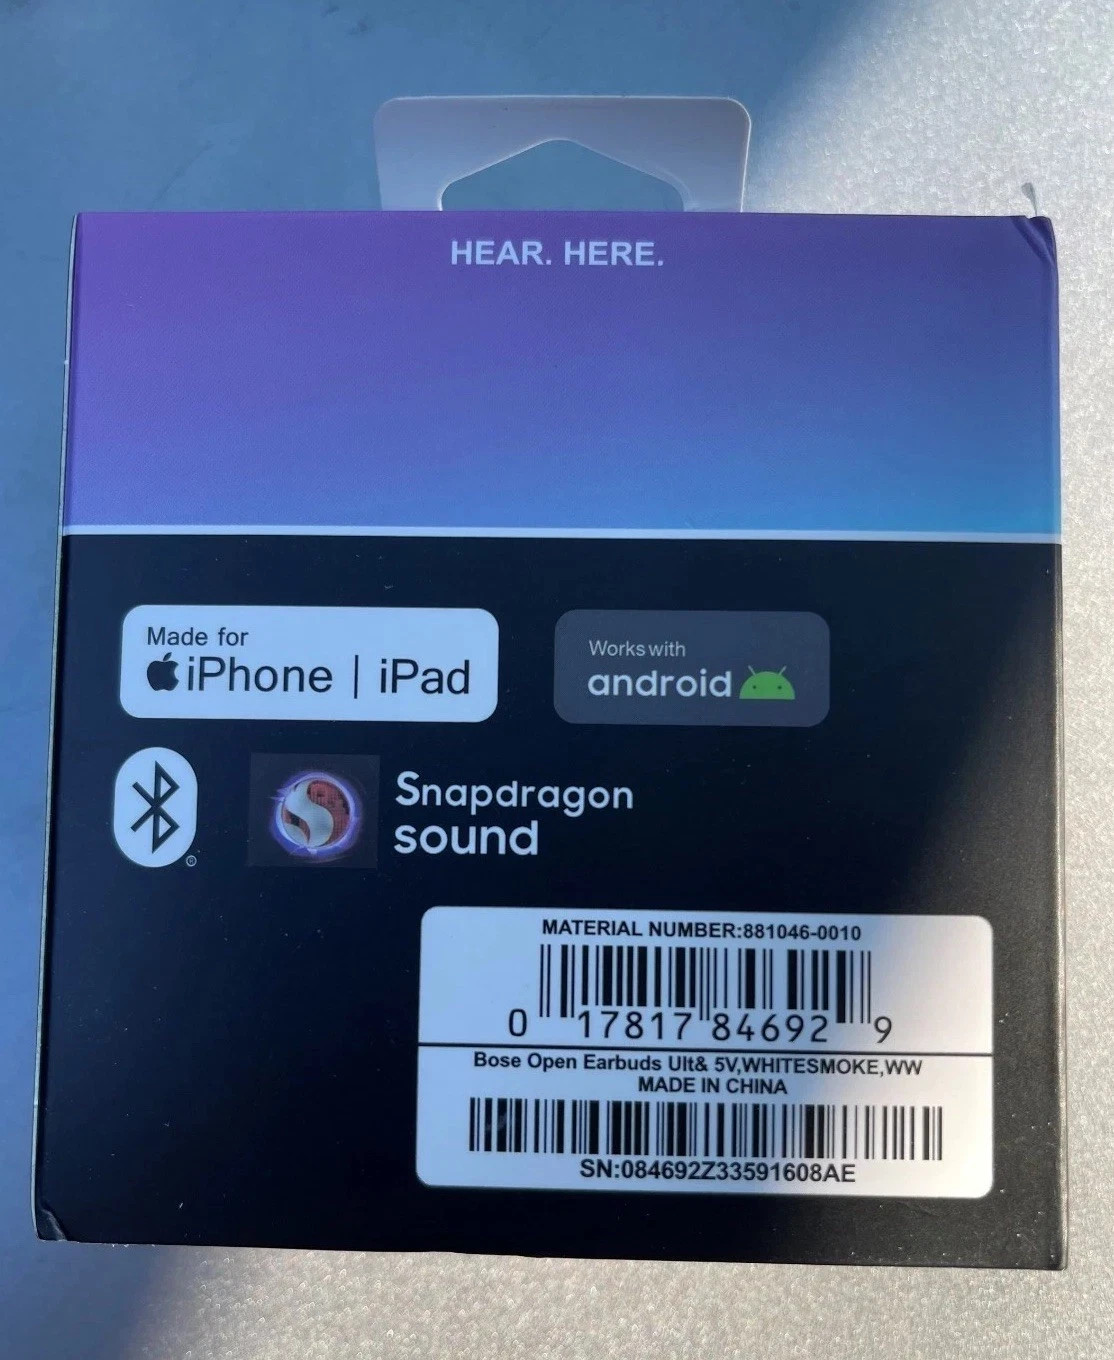 HEAR. HERE.
Made for
iPhone | iPad
Works with
android
Snapdragon
sound
MATERIAL NUMBER:881046-0010
0 17817 84692 9
Bose Open Earbuds Ult& 5V,WHITESMOKE,WW
MADE IN CHINA
SN:084692Z33591608AE